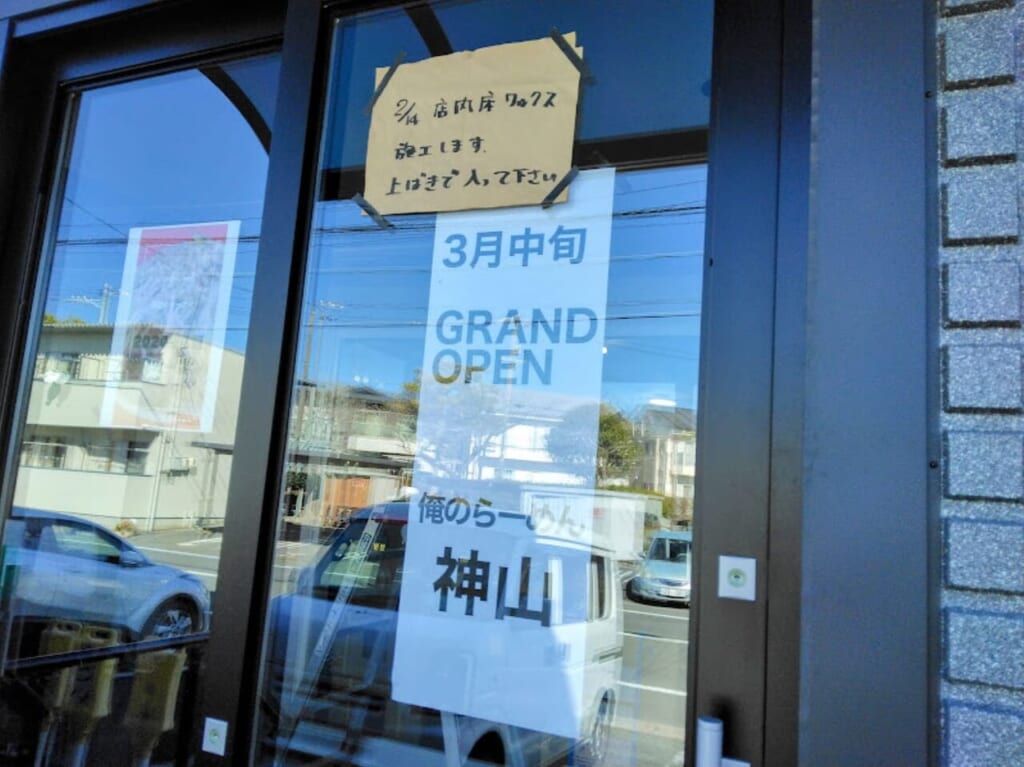 2/14 店内床ワックス
施工します.
上ばきで入って下さい
3月中旬
GRAND
OPEN
俺のらーめん
神山
2020